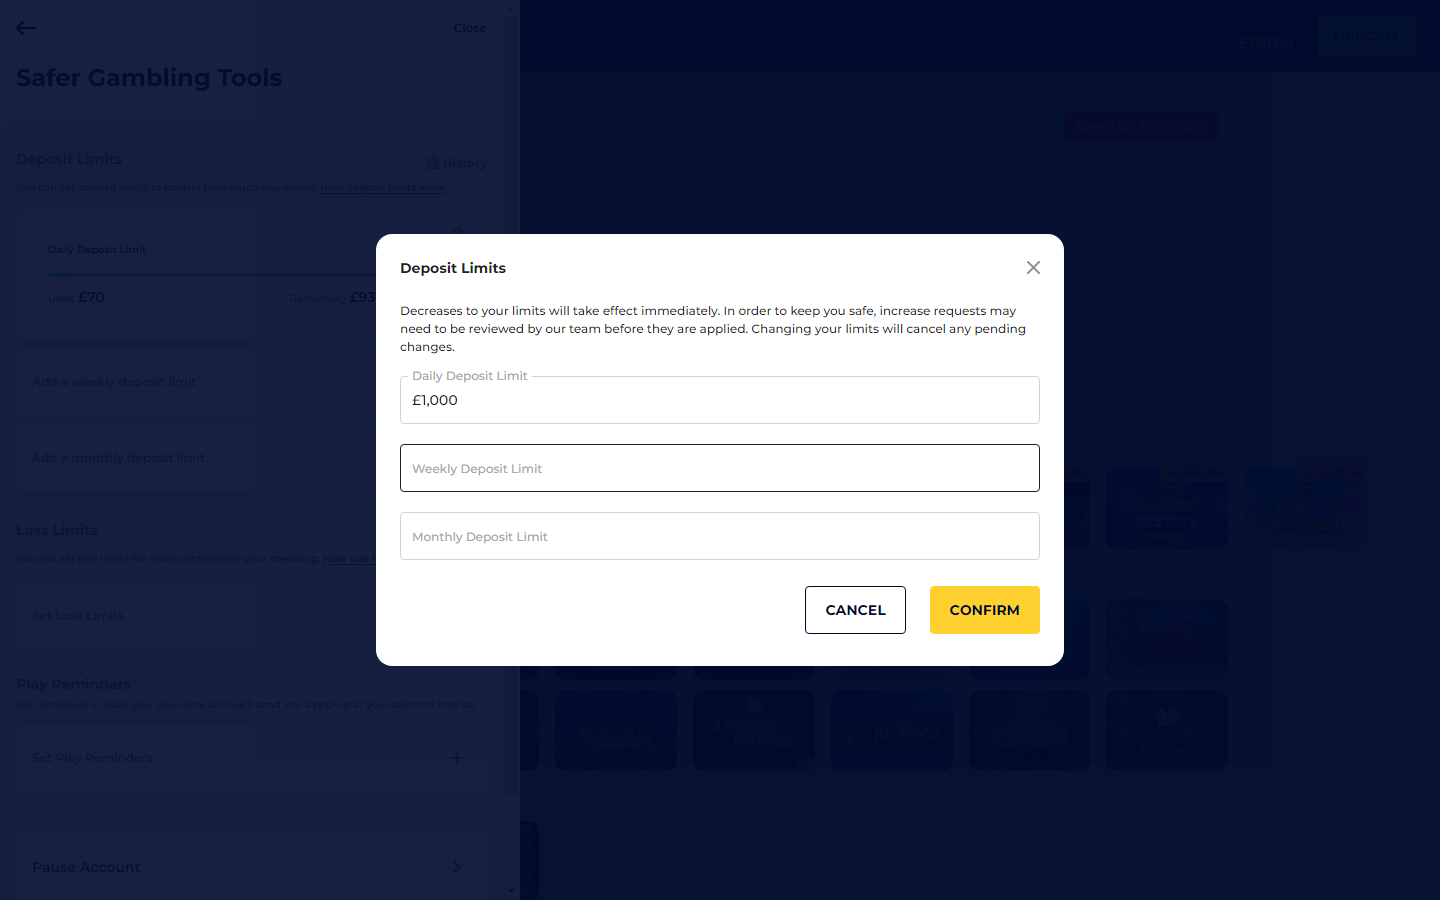 Close
£130.00
DEPOSIT
Safer Gambling Tools
GAME OF THE WEEK
Deposit Limits
History
You can set deposit limits to control how much you spend. How deposit limits work
Daily Deposit Limit
Used £70
Remaining £93
Add a weekly deposit limit
Add a monthly deposit limit
Loss Limits
You can set loss limits for more control over your spending. How loss
Set Loss Limits
Play Reminders
Set reminders to track your play-time and we'll send you a pop-up at your selected interval.
Set Play Reminders
Pause Account
Deposit Limits
Decreases to your limits will take effect immediately. In order to keep you safe, increase requests may
need to be reviewed by our team before they are applied. Changing your limits will cancel any pending
changes.
Daily Deposit Limit
£1,000
Weekly Deposit Limit
Monthly Deposit Limit
CANCEL
CONFIRM
MADAME
DESTINY